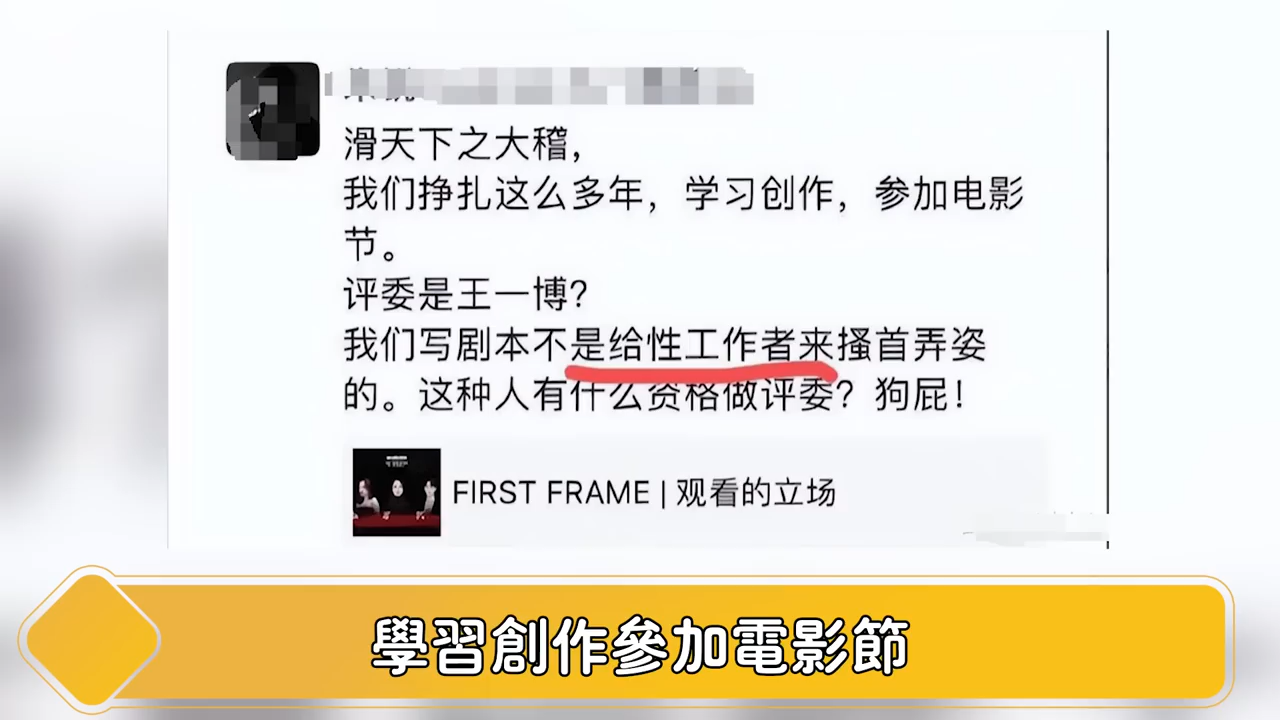 滑天下之大稽，
我们挣扎这么多年，学习创作，参加电影
节。
评委是王一博？
我们写剧本不是给性工作者来搔首弄姿
的。这种人有什么资格做评委？狗屁！
FIRST FRAME | 观看的立场
學習創作參加電影節